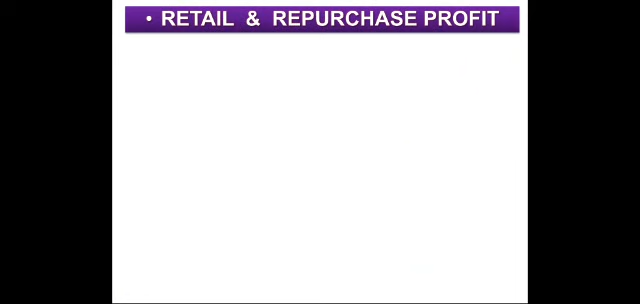 • RETAIL & REPURCHASE PROFIT